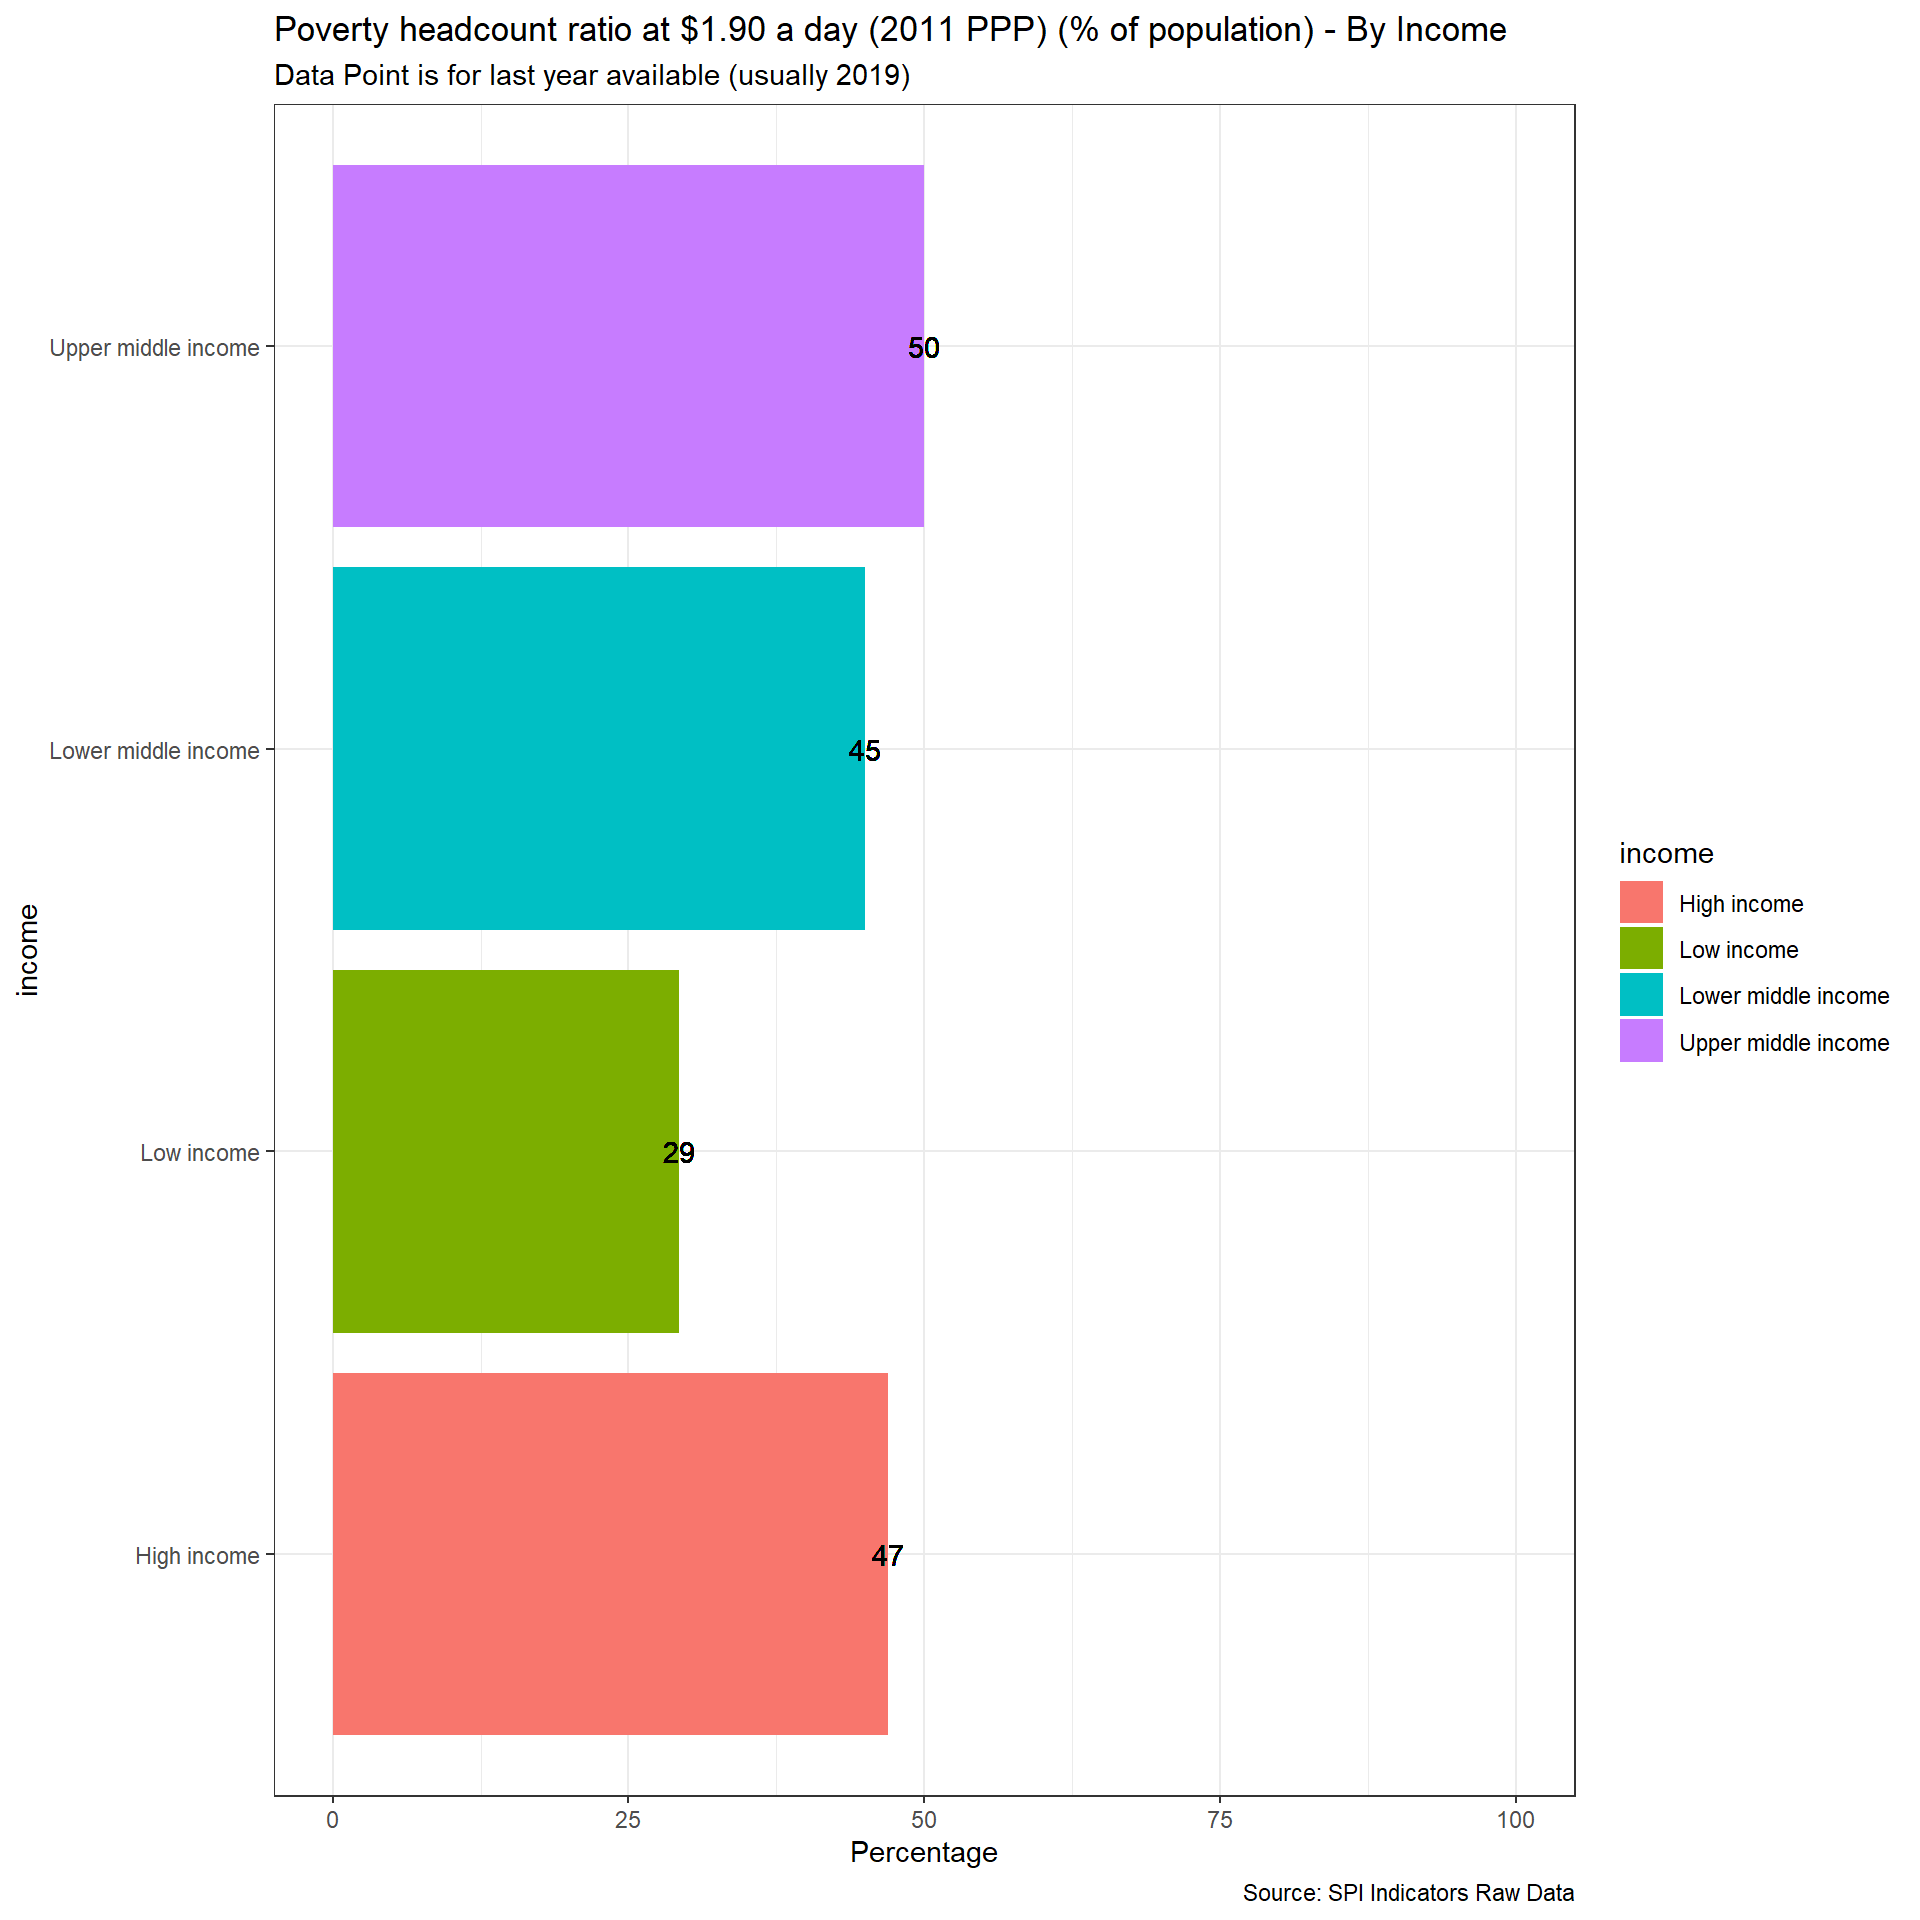 Poverty headcount ratio at $1.90 a day (2011 PPP) (% of population) - By Income
Data Point is for last year available (usually 2019)
Upper middle income
50
Lower middle income
45
Low income
29
High income
47
income
0 25 50 75 100
Percentage
income
High income
Low income
Lower middle income
Upper middle income
Source: SPI Indicators Raw Data